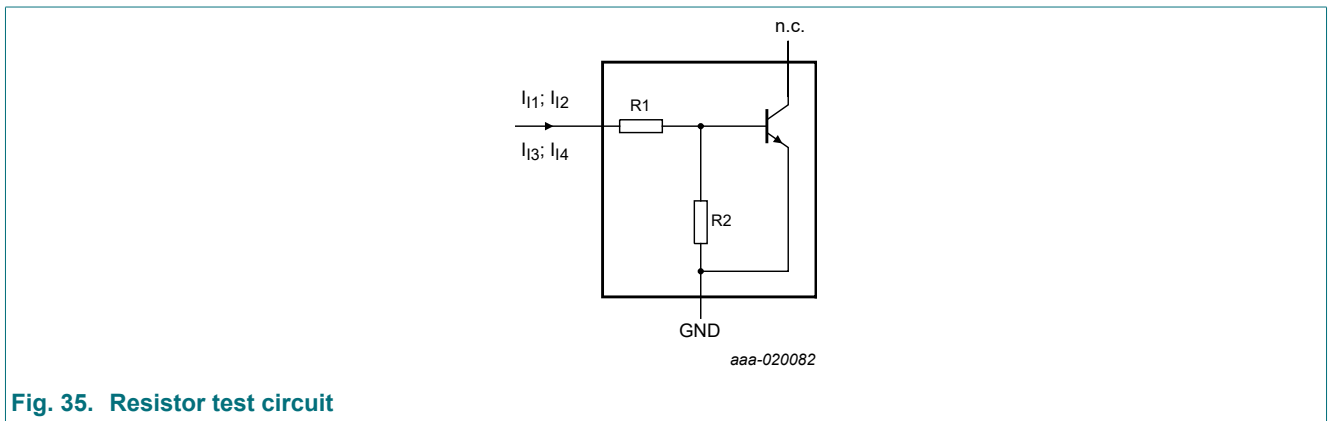 n.c.
I_I1; I_I2
R1
I_I3; I_I4
R2
GND
aaa-020082
Fig. 35. Resistor test circuit